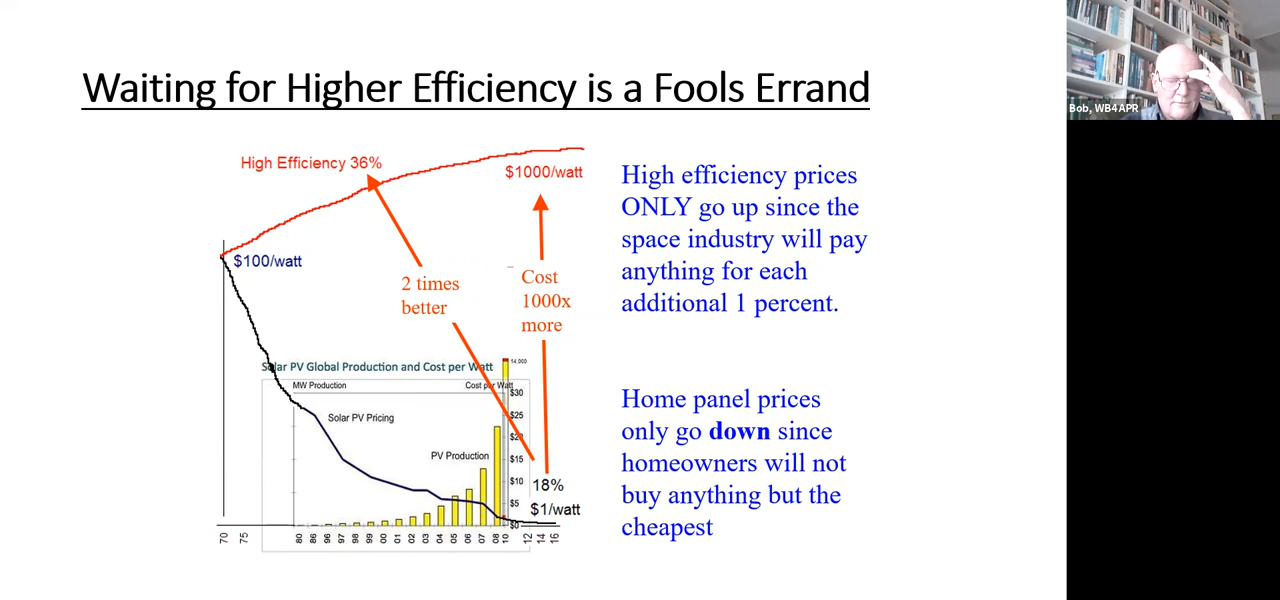 Waiting for Higher Efficiency is a Fools Errand
Bob, WB4APR
High Efficiency 36%
$1000/watt
$100/watt
2 times
better
Cost
1000x
more
High efficiency prices
ONLY go up since the
space industry will pay
anything for each
additional 1 percent.
Solar PV Global Production and Cost per Watt
14,000
MW Production
Cost per Watt
$30
Solar PV Pricing
$25
$20
PV Production
$15
$10
$5
$0
18%
$1/watt
Home panel prices
only go down since
homeowners will not
buy anything but the
cheapest
70 75 80 86 96 97 98 99 00 01 02 03 04 05 06 07 08 10 12 14 16